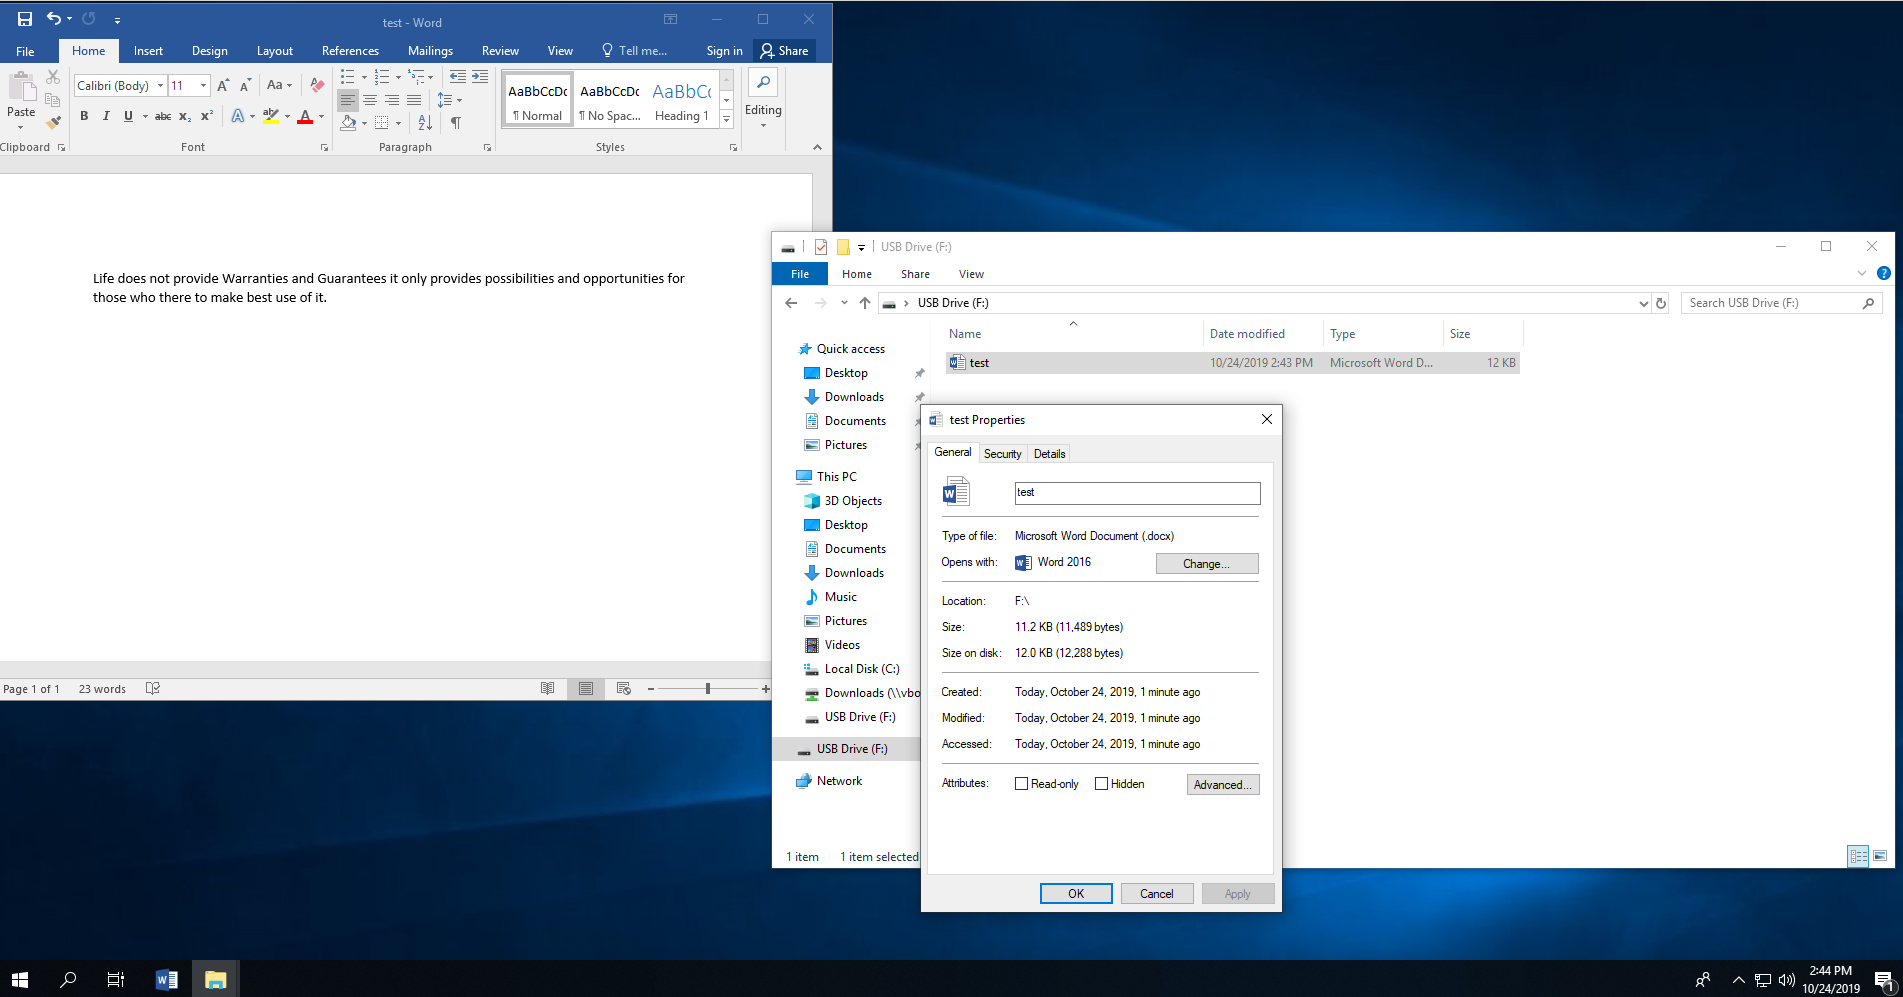 test - Word
File
Home
Insert
Design
Layout
References
Mailings
Review
View
Tell me...
Sign in
Share
Paste
Calibri (Body)
11
Aa
B I U abc X₂ X²
A
ab
A
AaBbCcDc
AaBbCcDc
AaBbCc
¶ Normal
¶ No Spac...
Heading 1
Editing
Clipboard
Font
Paragraph
Styles
Life does not provide Warranties and Guarantees it only provides possibilities and opportunities for
those who there to make best use of it.
Page 1 of 1
23 words
USB Drive (F:)
File
Home
Share
View
USB Drive (F:)
Search USB Drive (F:)
Name
Date modified
Type
Size
test
10/24/2019 2:43 PM
Microsoft Word D...
12 KB
Quick access
Desktop
Downloads
Documents
Pictures
This PC
3D Objects
Desktop
Documents
Downloads
Music
Pictures
Videos
Local Disk (C:)
Downloads (\\vbo
USB Drive (F:)
USB Drive (F:)
Network
1 item
1 item selected
test Properties
General
Security
Details
test
Type of file:
Microsoft Word Document (.docx)
Opens with:
Word 2016
Change...
Location:
F:\
Size:
11.2 KB (11,489 bytes)
Size on disk:
12.0 KB (12,288 bytes)
Created:
Today, October 24, 2019, 1 minute ago
Modified:
Today, October 24, 2019, 1 minute ago
Accessed:
Today, October 24, 2019, 1 minute ago
Attributes:
Read-only
Hidden
Advanced...
OK
Cancel
Apply
2:44 PM
10/24/2019
1